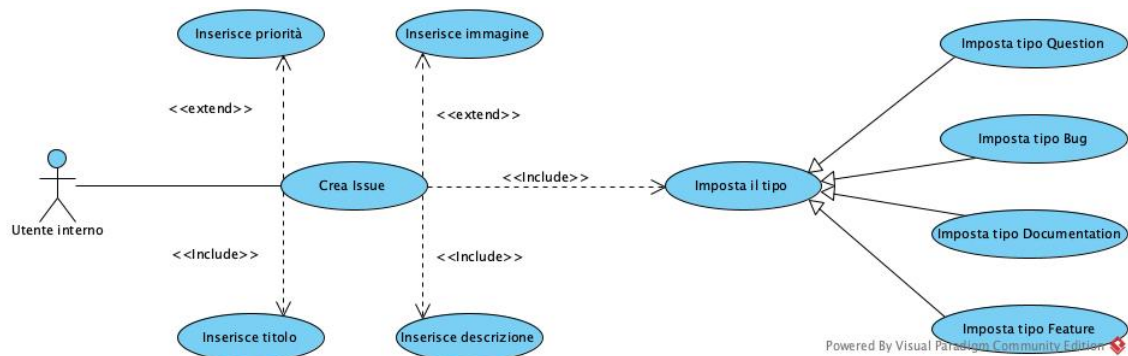 Inserisce priorità
Inserisce immagine
Imposta tipo Question
<<extend>>
<<extend>>
Imposta tipo Bug
Crea Issue
<<Include>>
Imposta il tipo
Utente interno
Imposta tipo Documentation
<<Include>>
<<Include>>
Inserisce titolo
Inserisce descrizione
Imposta tipo Feature
Powered By Visual Paradigm Community Edition